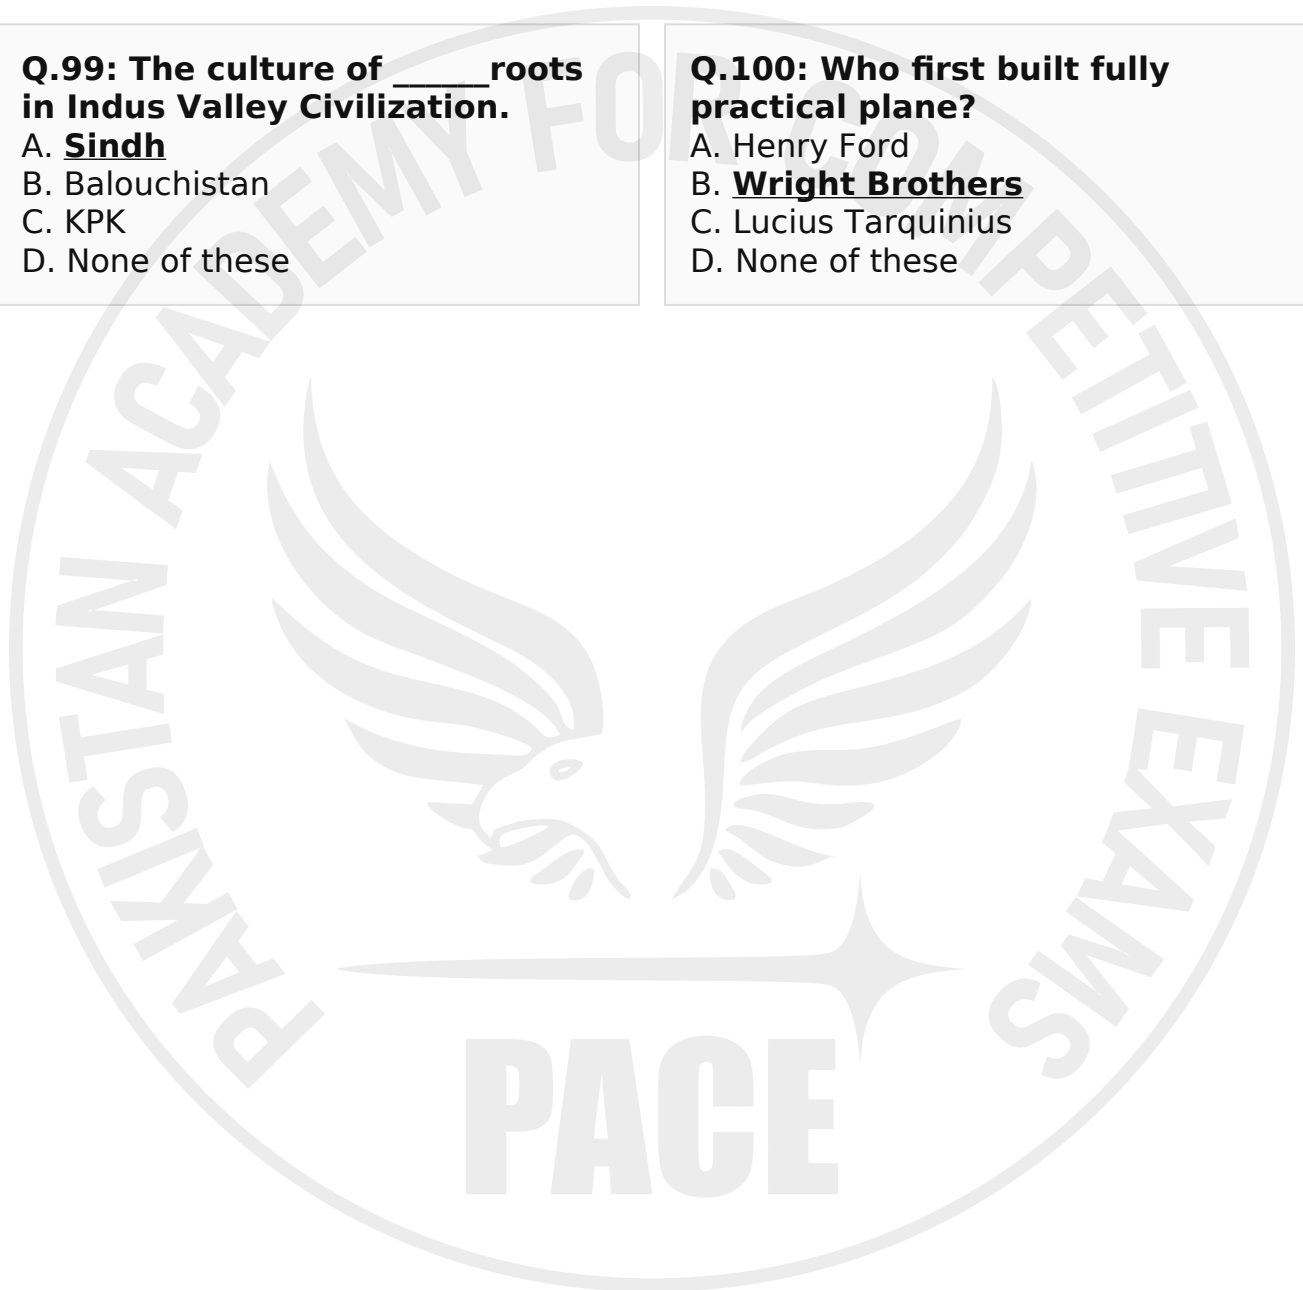 Q.99: The culture of ______roots
in Indus Valley Civilization.
A. Sindh
B. Balouchistan
C. KPK
D. None of these
Q.100: Who first built fully
practical plane?
A. Henry Ford
B. Wright Brothers
C. Lucius Tarquinius
D. None of these
PAKISTAN ACADEMY FOR COMPETITIVE EXAMS
PACE